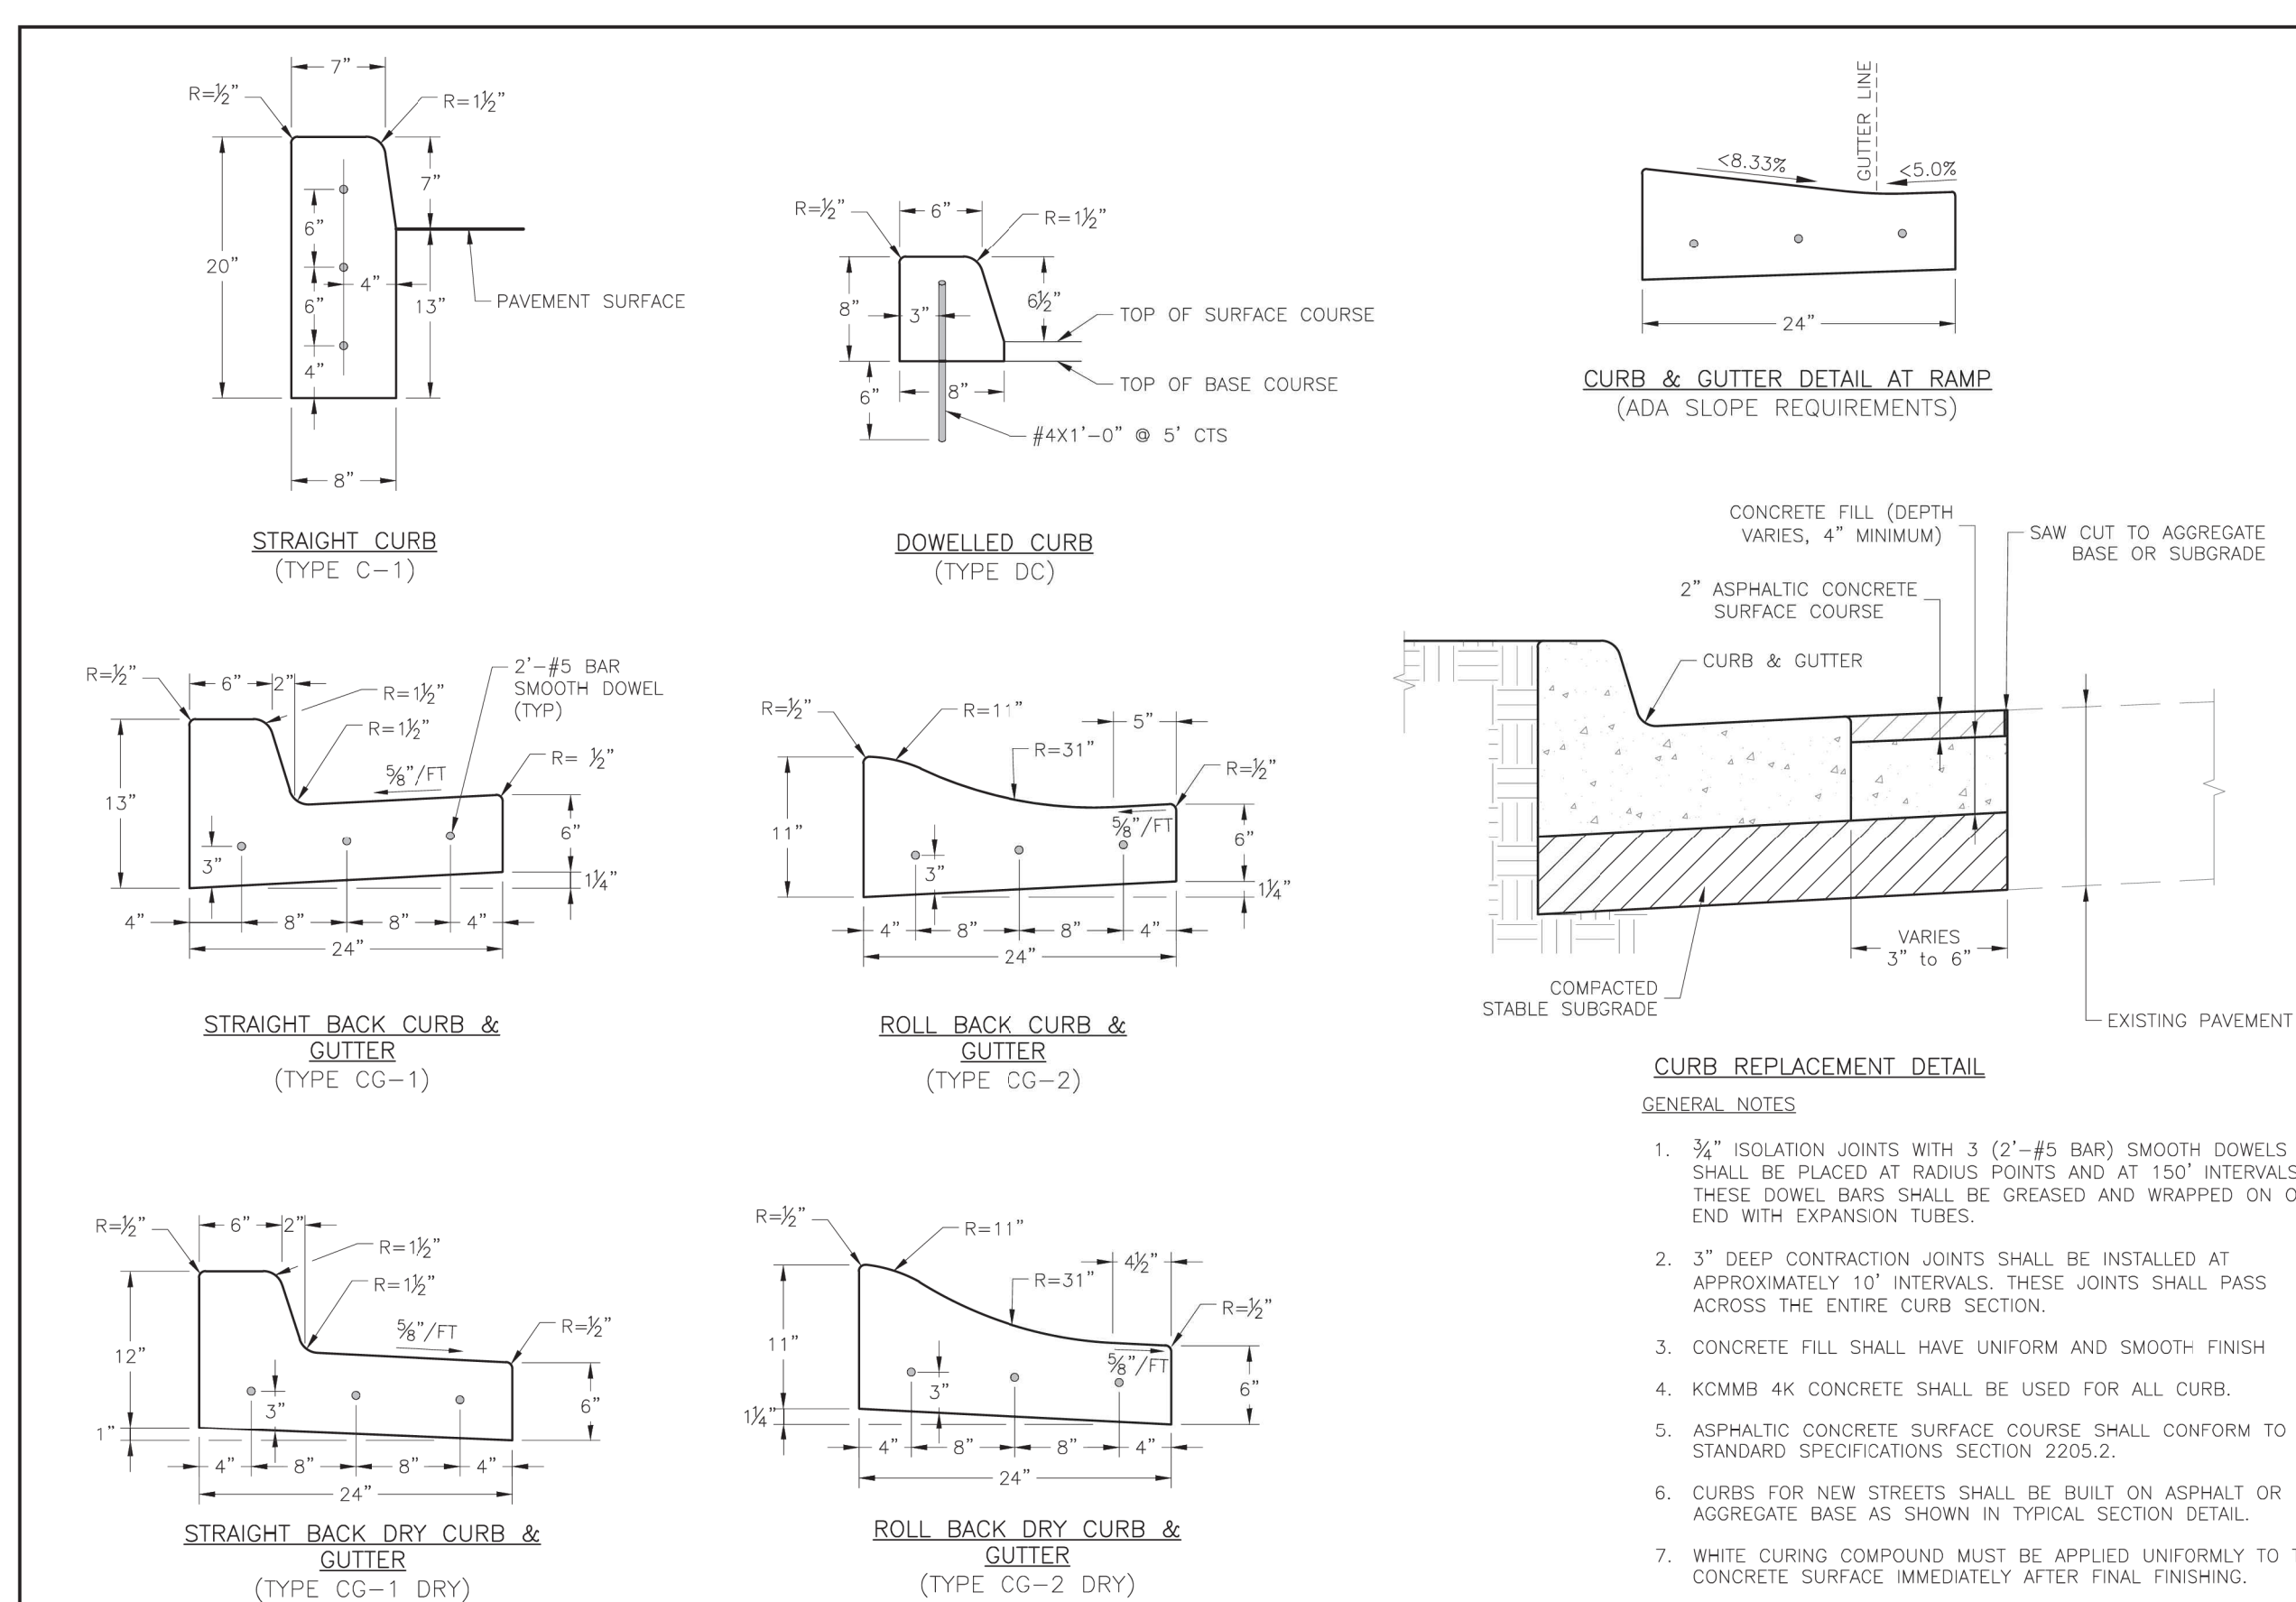 7"
R=½"
R=1½"
7"
6"
20"
4"
6"
13"
PAVEMENT SURFACE
4"
8"
STRAIGHT CURB
(TYPE C-1)
R=½"
6"
R=1½"
8"
3"
6½"
TOP OF SURFACE COURSE
TOP OF BASE COURSE
6"
8"
#4X1'-0" @ 5' CTS
DOWELLED CURB
(TYPE DC)
GUTTER LINE
<8.33%
<5.0%
24"
CURB & GUTTER DETAIL AT RAMP
(ADA SLOPE REQUIREMENTS)
R=½"
6"
2"
R=1½"
R=1½"
2'-#5 BAR
SMOOTH DOWEL
(TYP)
⅝"/FT
R= ½"
13"
3"
6"
1¼"
4"
8"
8"
4"
24"
STRAIGHT BACK CURB &
GUTTER
(TYPE CG-1)
R=½"
R=11"
5"
R=31"
R=½"
⅝"/FT
11"
3"
6"
1¼"
4"
8"
8"
4"
24"
ROLL BACK CURB &
GUTTER
(TYPE CG-2)
CONCRETE FILL (DEPTH
VARIES, 4" MINIMUM)
SAW CUT TO AGGREGATE
BASE OR SUBGRADE
2" ASPHALTIC CONCRETE
SURFACE COURSE
CURB & GUTTER
VARIES
3" to 6"
COMPACTED
STABLE SUBGRADE
EXISTING PAVEMENT
CURB REPLACEMENT DETAIL
R=½"
6"
2"
R=1½"
R=1½"
⅝"/FT
R=½"
12"
3"
6"
1"
4"
8"
8"
4"
24"
STRAIGHT BACK DRY CURB &
GUTTER
(TYPE CG-1 DRY)
R=½"
R=11"
4½"
R=31"
R=½"
⅝"/FT
11"
3"
6"
1¼"
4"
8"
8"
4"
24"
ROLL BACK DRY CURB &
GUTTER
(TYPE CG-2 DRY)
GENERAL NOTES
1. ¾" ISOLATION JOINTS WITH 3 (2'-#5 BAR) SMOOTH DOWELS
SHALL BE PLACED AT RADIUS POINTS AND AT 150' INTERVALS
THESE DOWEL BARS SHALL BE GREASED AND WRAPPED ON
END WITH EXPANSION TUBES.
2. 3" DEEP CONTRACTION JOINTS SHALL BE INSTALLED AT
APPROXIMATELY 10' INTERVALS. THESE JOINTS SHALL PASS
ACROSS THE ENTIRE CURB SECTION.
3. CONCRETE FILL SHALL HAVE UNIFORM AND SMOOTH FINISH
4. KCMMB 4K CONCRETE SHALL BE USED FOR ALL CURB.
5. ASPHALTIC CONCRETE SURFACE COURSE SHALL CONFORM TO
STANDARD SPECIFICATIONS SECTION 2205.2.
6. CURBS FOR NEW STREETS SHALL BE BUILT ON ASPHALT OR
AGGREGATE BASE AS SHOWN IN TYPICAL SECTION DETAIL.
7. WHITE CURING COMPOUND MUST BE APPLIED UNIFORMLY TO
CONCRETE SURFACE IMMEDIATELY AFTER FINAL FINISHING.